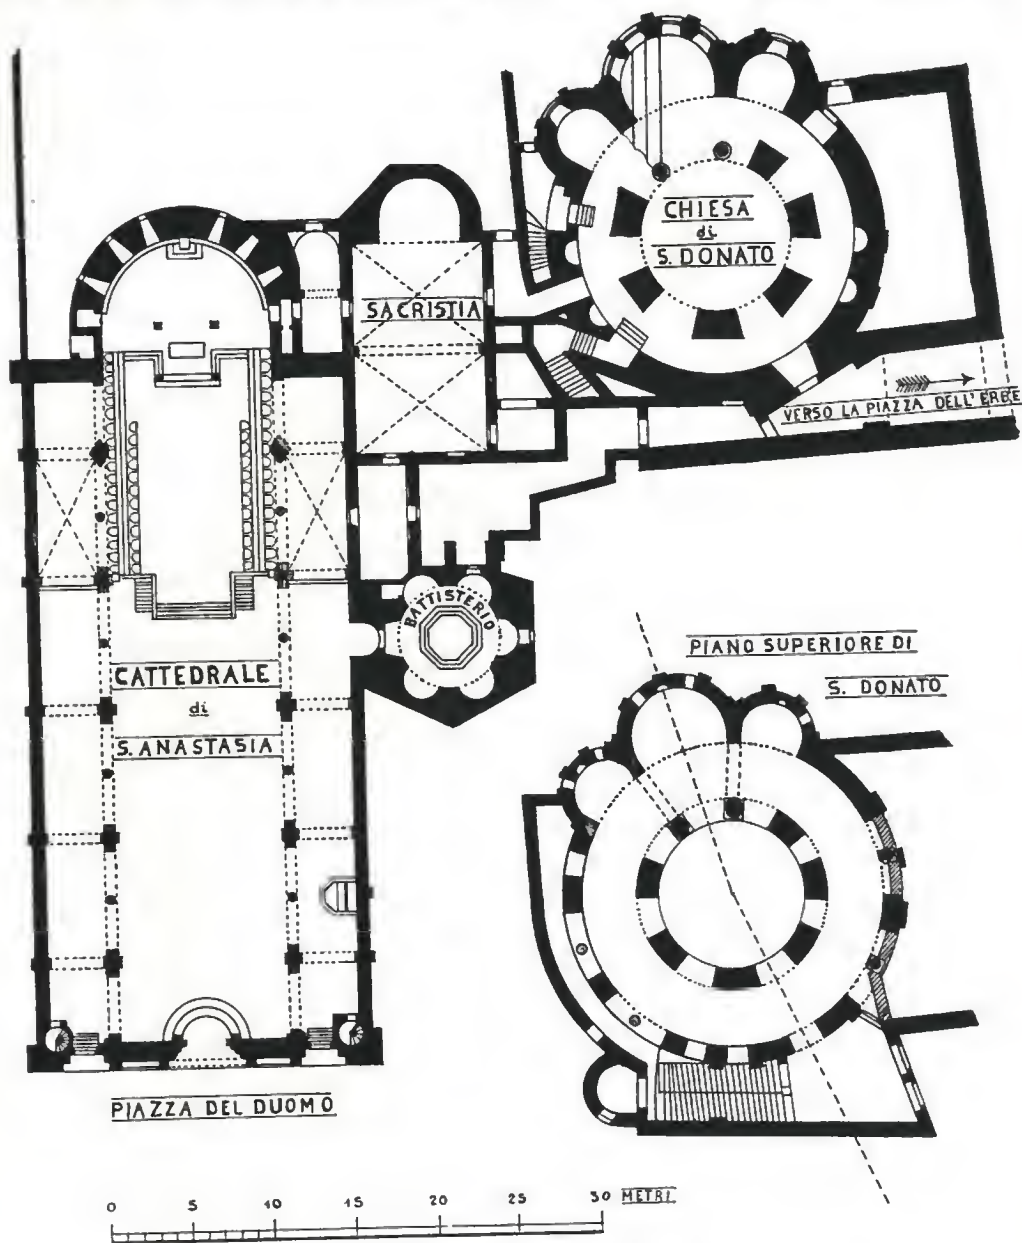 CHIESA
di
S. DONATO
SACRISTIA
VERSO LA PIAZZA DELL'ERBE
BATTISTERIO
CATTEDRALE
di
S. ANASTASIA
PIANO SUPERIORE DI
S. DONATO
PIAZZA DEL DUOMO
0 5 10 15 20 25 30 METRI